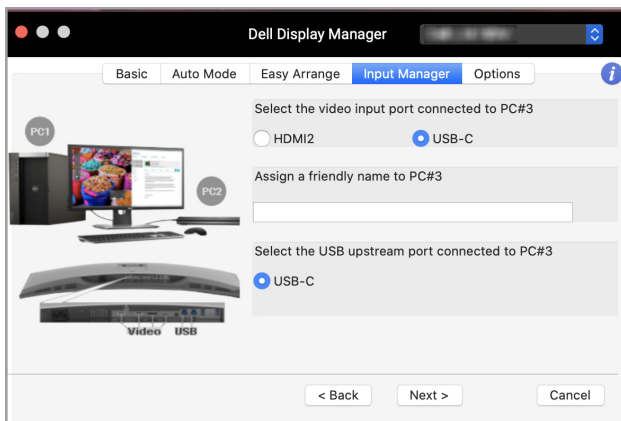 Dell Display Manager
Basic
Auto Mode
Easy Arrange
Input Manager
Options
i
Select the video input port connected to PC#3
HDMI2
USB-C
PC1
PC2
Assign a friendly name to PC#3
Select the USB upstream port connected to PC#3
USB-C
Video
USB
< Back
Next >
Cancel